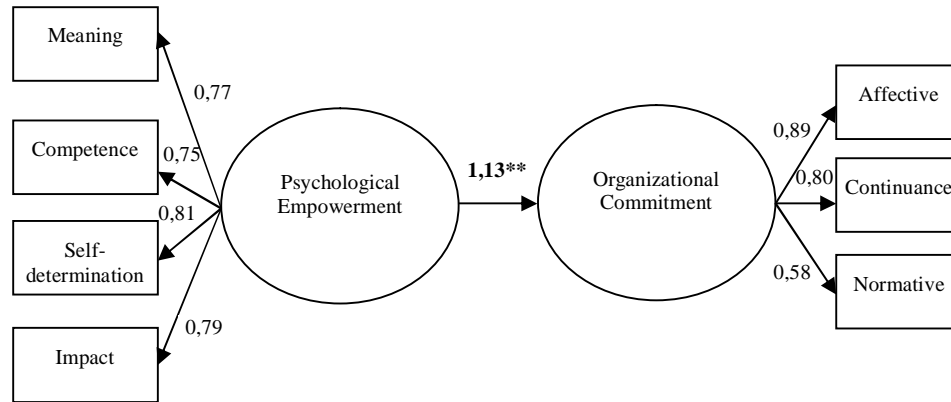 Meaning
0,77
Competence
0,75
0,81
Self-
determination
0,79
Impact
Psychological
Empowerment
1,13**
Organizational
Commitment
0,89
Affective
0,80
Continuance
0,58
Normative